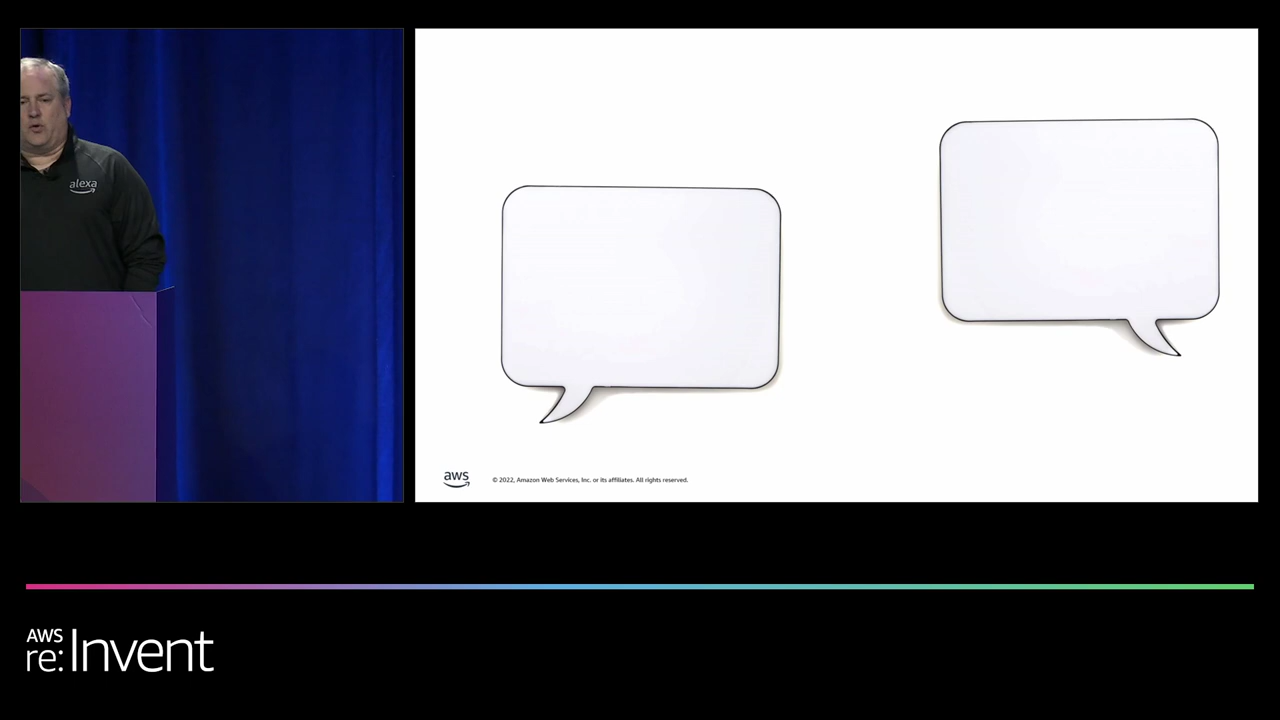 alexa
aws
© 2022, Amazon Web Services, Inc. or its affiliates. All rights reserved.
AWS
re:Invent